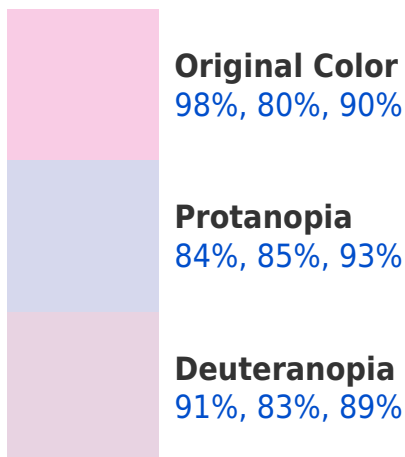 Original Color
98%, 80%, 90%
Protanopia
84%, 85%, 93%
Deuteranopia
91%, 83%, 89%